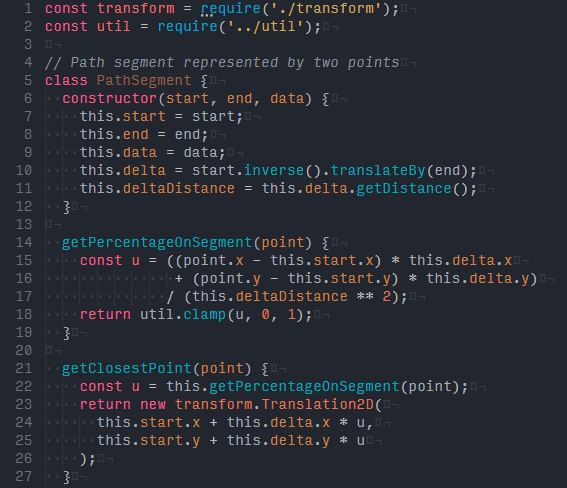 1 const transform = require('./transform');
2 const util = require('../util');
3
4 // Path segment represented by two points
5 class PathSegment {
6   constructor(start, end, data) {
7     this.start = start;
8     this.end = end;
9     this.data = data;
10     this.delta = start.inverse().translateBy(end);
11     this.deltaDistance = this.delta.getDistance();
12   }
13
14   getPercentageOnSegment(point) {
15     const u = ((point.x - this.start.x) * this.delta.x
16               + (point.y - this.start.y) * this.delta.y)
17              / (this.deltaDistance ** 2);
18     return util.clamp(u, 0, 1);
19   }
20
21   getClosestPoint(point) {
22     const u = this.getPercentageOnSegment(point);
23     return new transform.Translation2D(
24       this.start.x + this.delta.x * u,
25       this.start.y + this.delta.y * u
26     );
27   }